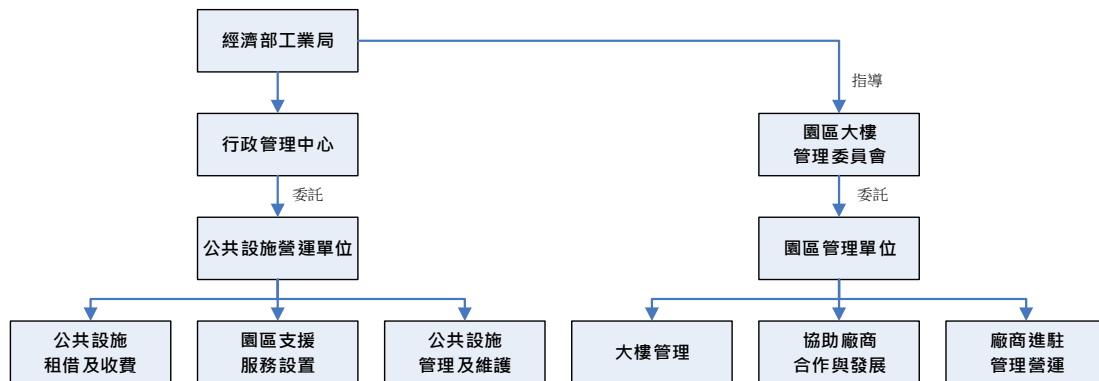 經濟部工業局
指導
行政管理中心
園區大樓
管理委員會
委託
委託
公共設施營運單位
園區管理單位
公共設施
租借及收費
園區支援
服務設置
公共設施
管理及維護
大樓管理
協助廠商
合作與發展
廠商進駐
管理營運